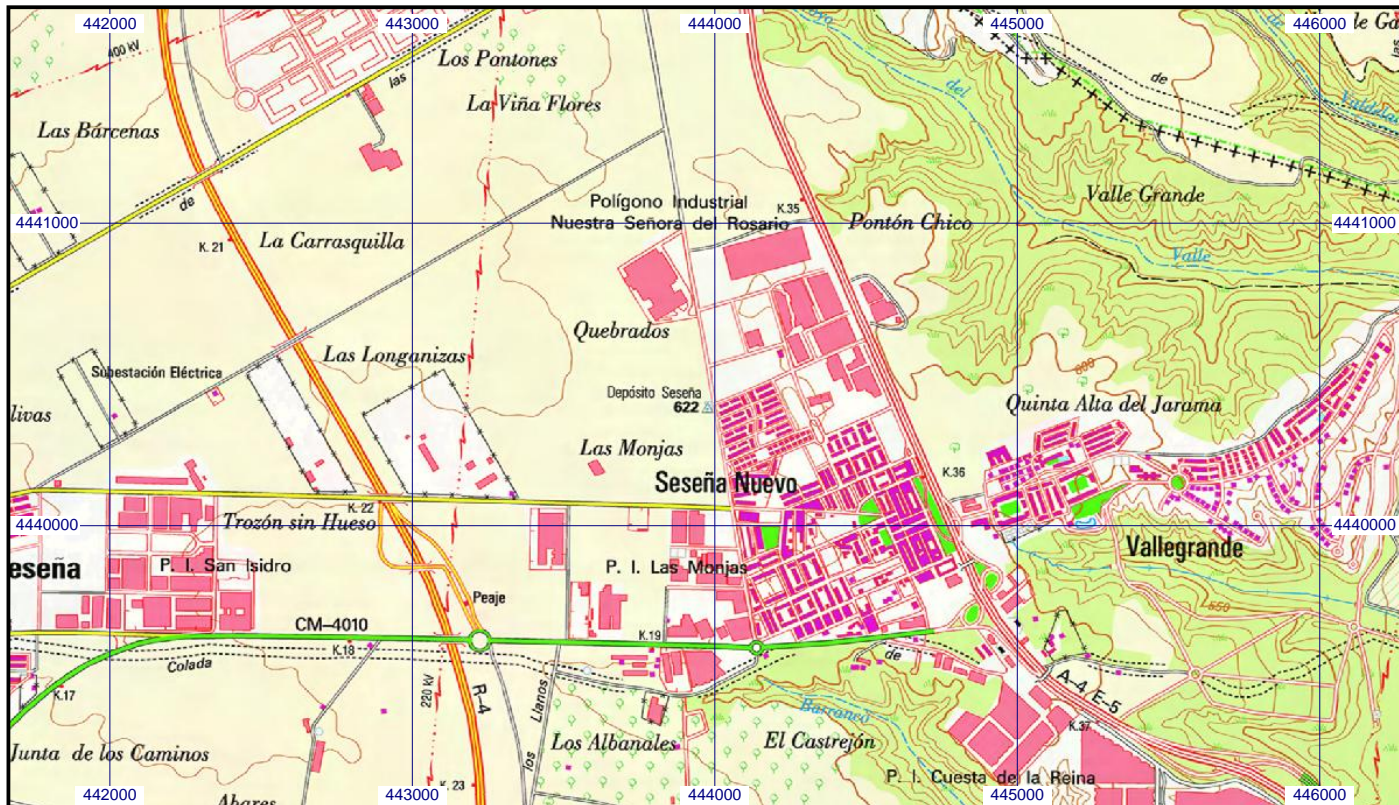 442000
443000
444000
445000
446000
400 kV
las
Los Pantones
del
de
de
le Ga
las
La Viña Flores
Las Bárcenas
de
Valle Grande
Polígono Industrial
K.35
4441000
Nuestra Señora del Rosario
Pontón Chico
4441000
K. 21
La Carrasquilla
Valle
Quebrados
Las Longanizas
Subestación Eléctrica
600
Depósito Seseña
622
Quinta Alta del Jarama
livas
Las Monjas
K.36
Seseña Nuevo
K. 22
4440000
Trozón sin Hueso
4440000
Vallegrande
eseña
P. I. San Isidro
P. I. Las Monjas
Peaje
550
CM-4010
K.19
K.18
Colada
de
K.17
220 kV
R-4
Llanos
los
A-4 E-5
Barranco
K.37
Junta de los Caminos
Los Albanales
El Castrejón
P. I. Cuesta de la Reina
K. 23
Abares
442000
443000
444000
445000
446000